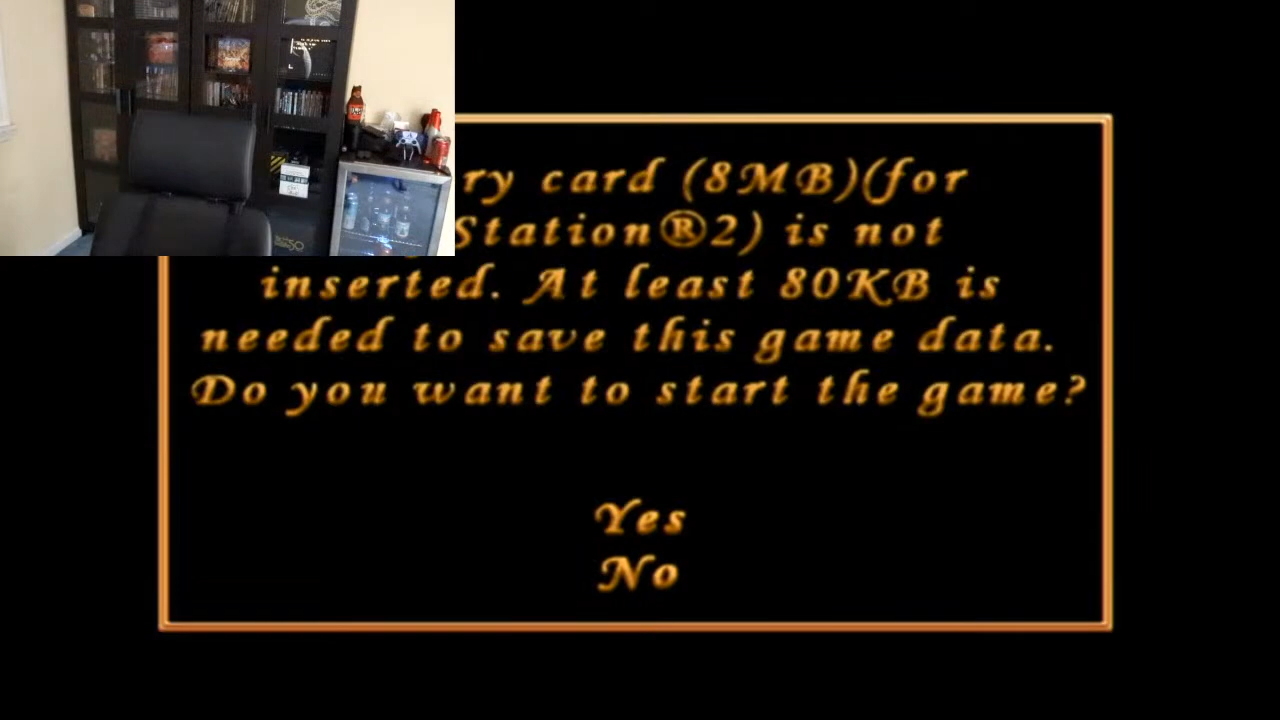 ry card (8MB)(for
Station®2) is not
inserted. At least 80KB is
needed to save this game data.
Do you want to start the game?
Yes
No